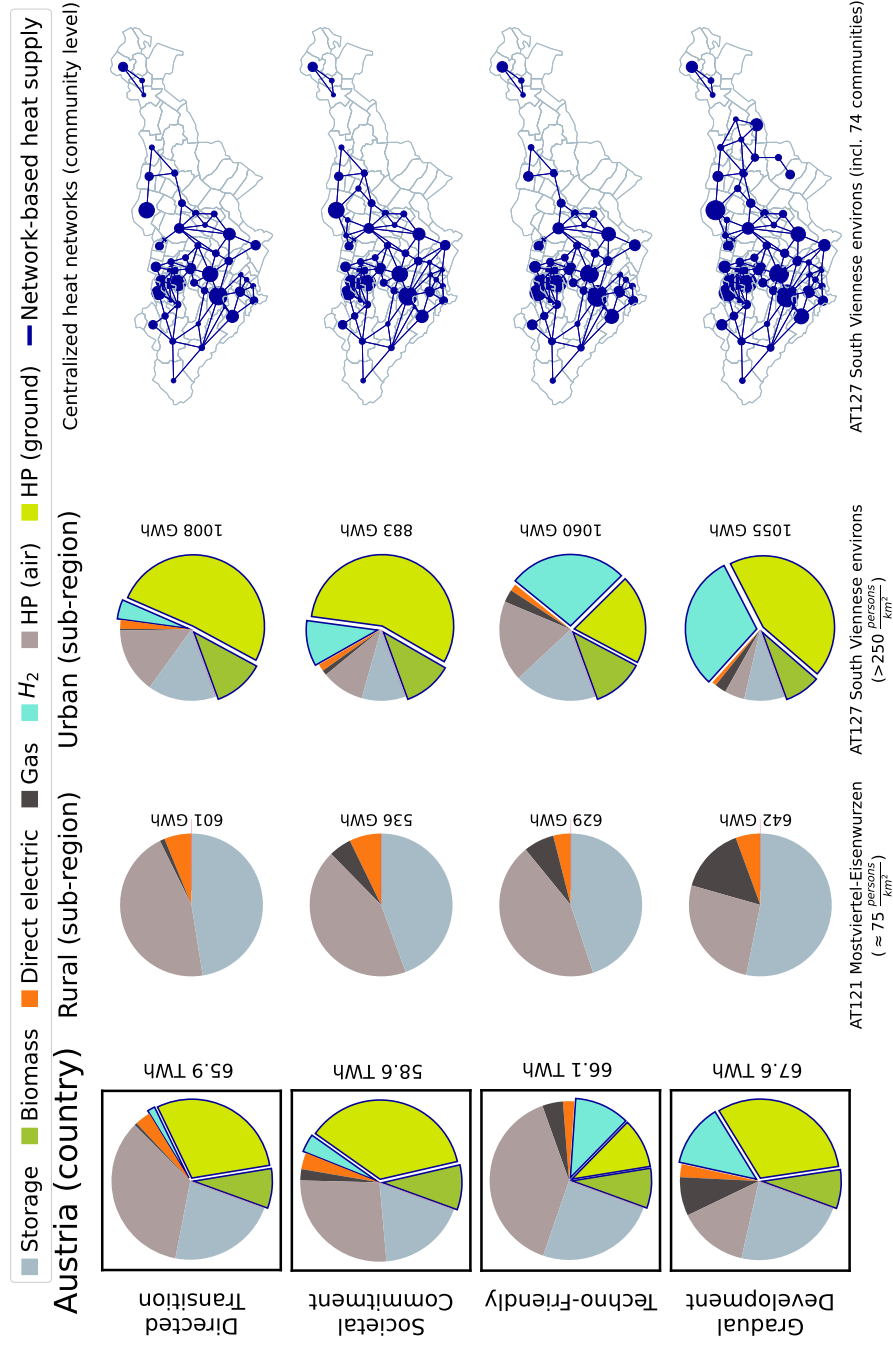 Storage Biomass Direct electric Gas H₂ HP (air) HP (ground) Network-based heat supply
Austria (country) Rural (sub-region) Urban (sub-region) Centralized heat networks (community level)
Directed
Transition
65.9 TWh
601 GWh
1008 GWh
Societal
Commitment
58.6 TWh
536 GWh
883 GWh
Techno-Friendly
66.1 TWh
629 GWh
1060 GWh
Gradual
Development
67.6 TWh
642 GWh
1055 GWh
AT121 Mostviertel-Eisenwurzen
(≈ 75 persons/km²)
AT127 South Viennese environs
(>250 persons/km²)
AT127 South Viennese environs (incl. 74 communities)